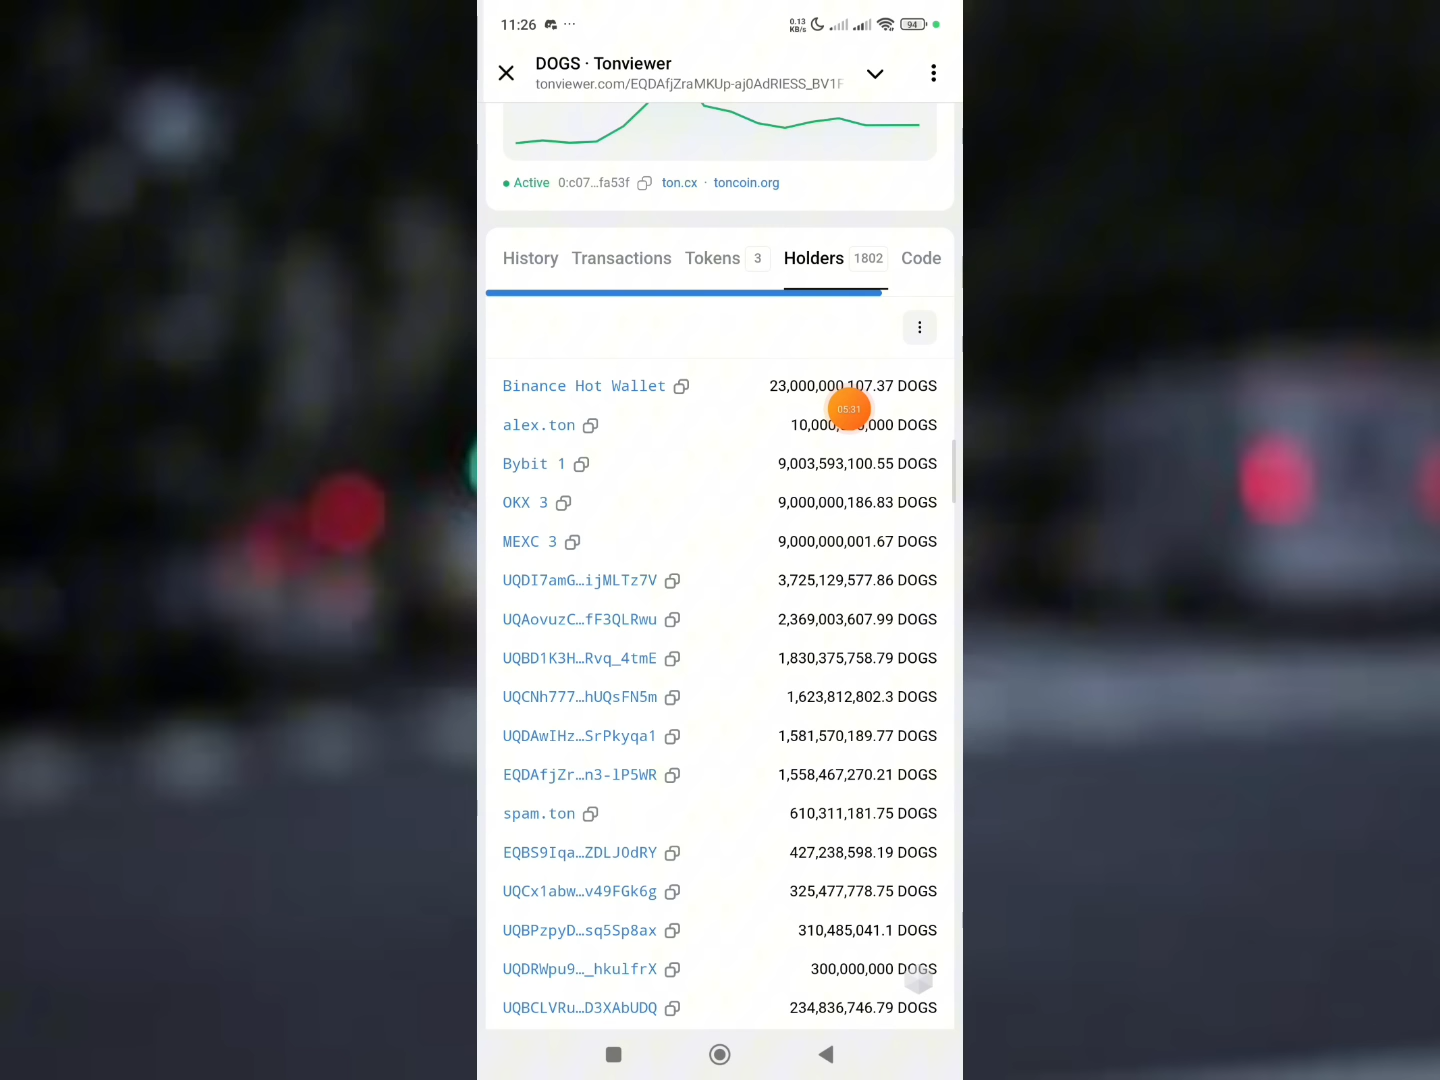 11:26 ...
0.13 KB/s 94
DOGS · Tonviewer
tonviewer.com/EQDAfjZraMKUp-aj0AdRIESS_BV1F
Active 0:c07…fa53f ton.cx · toncoin.org
History Transactions Tokens 3 Holders 1802 Code
Binance Hot Wallet 23,000,000,107.37 DOGS
05:31
alex.ton 10,000, ,000 DOGS
Bybit 1 9,003,593,100.55 DOGS
OKX 3 9,000,000,186.83 DOGS
MEXC 3 9,000,000,001.67 DOGS
UQDI7amG…ijMLTz7V 3,725,129,577.86 DOGS
UQAovuzC…fF3QLRwu 2,369,003,607.99 DOGS
UQBD1K3H…Rvq_4tmE 1,830,375,758.79 DOGS
UQCNh777…hUQsFN5m 1,623,812,802.3 DOGS
UQDAwIHz…SrPkyqa1 1,581,570,189.77 DOGS
EQDAfjZr…n3-lP5WR 1,558,467,270.21 DOGS
spam.ton 610,311,181.75 DOGS
EQBS9Iqa…ZDLJ0dRY 427,238,598.19 DOGS
UQCx1abw…v49FGk6g 325,477,778.75 DOGS
UQBPzpyD…sq5Sp8ax 310,485,041.1 DOGS
UQDRWpu9…_hkulfrX 300,000,000 DOGS
UQBCLVRu…D3XAbUDQ 234,836,746.79 DOGS